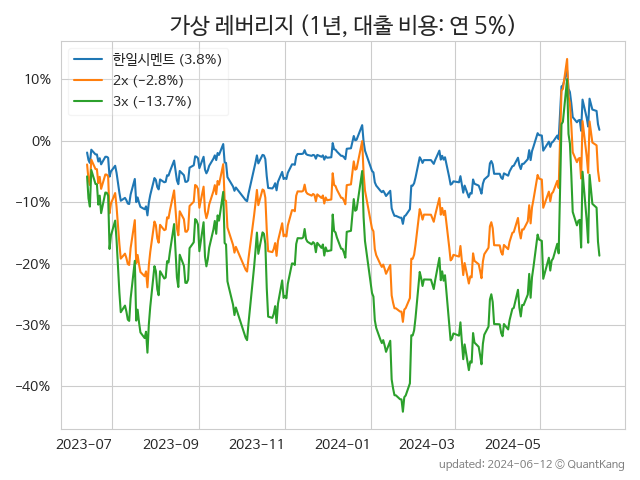 가상 레버리지 (1년, 대출 비용: 연 5%)
한일시멘트 (3.8%)
2x (−2.8%)
3x (−13.7%)
10%
0%
−10%
−20%
−30%
−40%
2023-07 2023-09 2023-11 2024-01 2024-03 2024-05
updated: 2024-06-12 © QuantKang